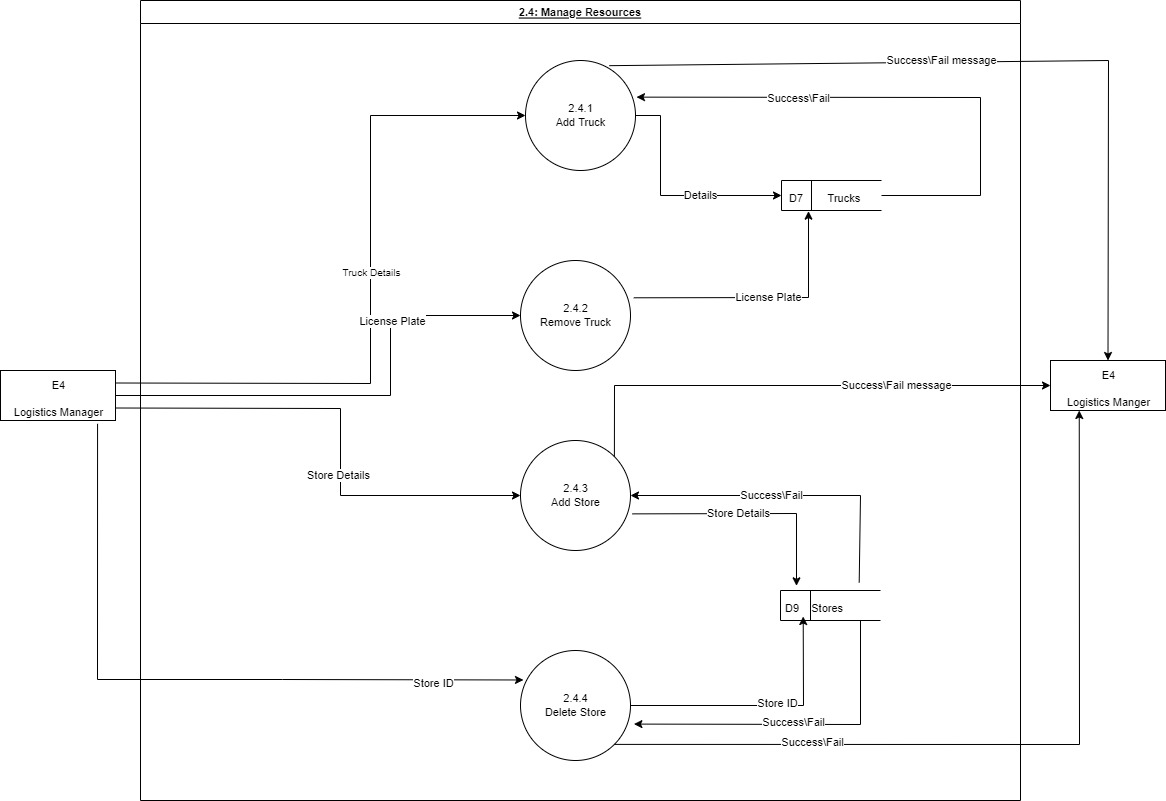 2.4: Manage Resources
Success\Fail message
Success\Fail
2.4.1
Add Truck
Details
D7
Trucks
Truck Details
License Plate
2.4.2
Remove Truck
License Plate
E4
Logistics Manager
Success\Fail message
E4
Logistics Manger
Store Details
2.4.3
Add Store
Success\Fail
Store Details
D9
Stores
Store ID
2.4.4
Delete Store
Store ID
Success\Fail
Success\Fail